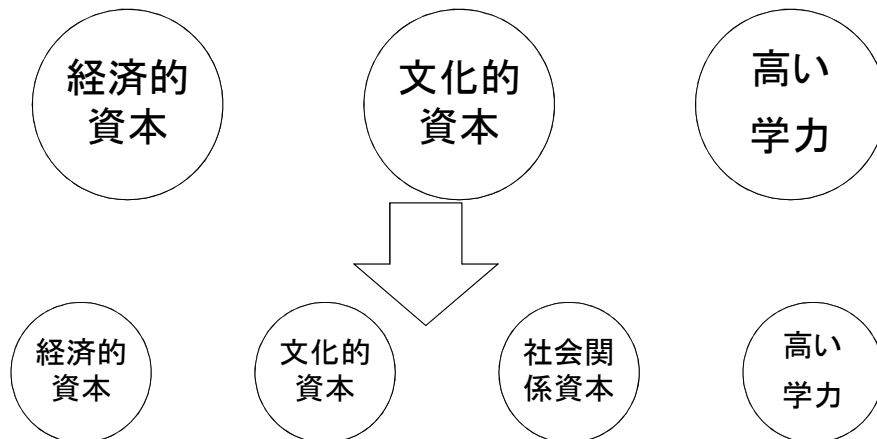 経済的
資本
文化的
資本
高い
学力
経済的
資本
文化的
資本
社会関
係資本
高い
学力